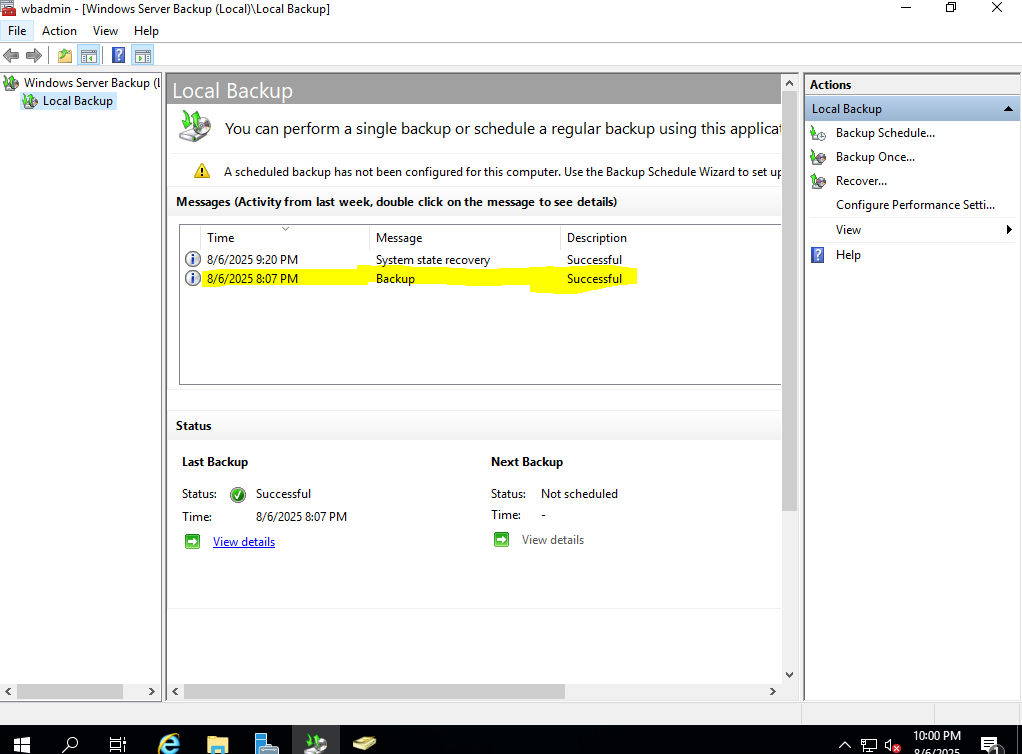 wbadmin - [Windows Server Backup (Local)\Local Backup]
File Action View Help
Windows Server Backup (L
Local Backup
Local Backup
You can perform a single backup or schedule a regular backup using this applicat
A scheduled backup has not been configured for this computer. Use the Backup Schedule Wizard to set up
Messages (Activity from last week, double click on the message to see details)
Time Message Description
8/6/2025 9:20 PM System state recovery Successful
8/6/2025 8:07 PM Backup Successful
Status
Last Backup
Status: Successful
Time: 8/6/2025 8:07 PM
View details
Next Backup
Status: Not scheduled
Time: -
View details
Actions
Local Backup
Backup Schedule...
Backup Once...
Recover...
Configure Performance Setti...
View
Help
10:00 PM
8/6/2025
1